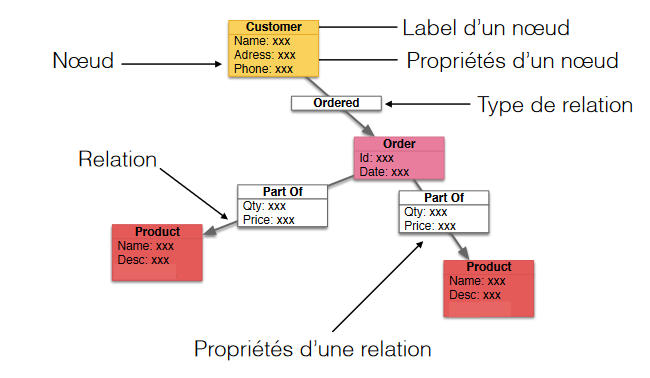 Customer
Name: xxx
Adress: xxx
Phone: xxx
Label d'un nœud
Propriétés d'un nœud
Nœud
Ordered
Type de relation
Order
Id: xxx
Date: xxx
Relation
Part Of
Qty: xxx
Price: xxx
Part Of
Qty: xxx
Price: xxx
Product
Name: xxx
Desc: xxx
Product
Name: xxx
Desc: xxx
Propriétés d'une relation